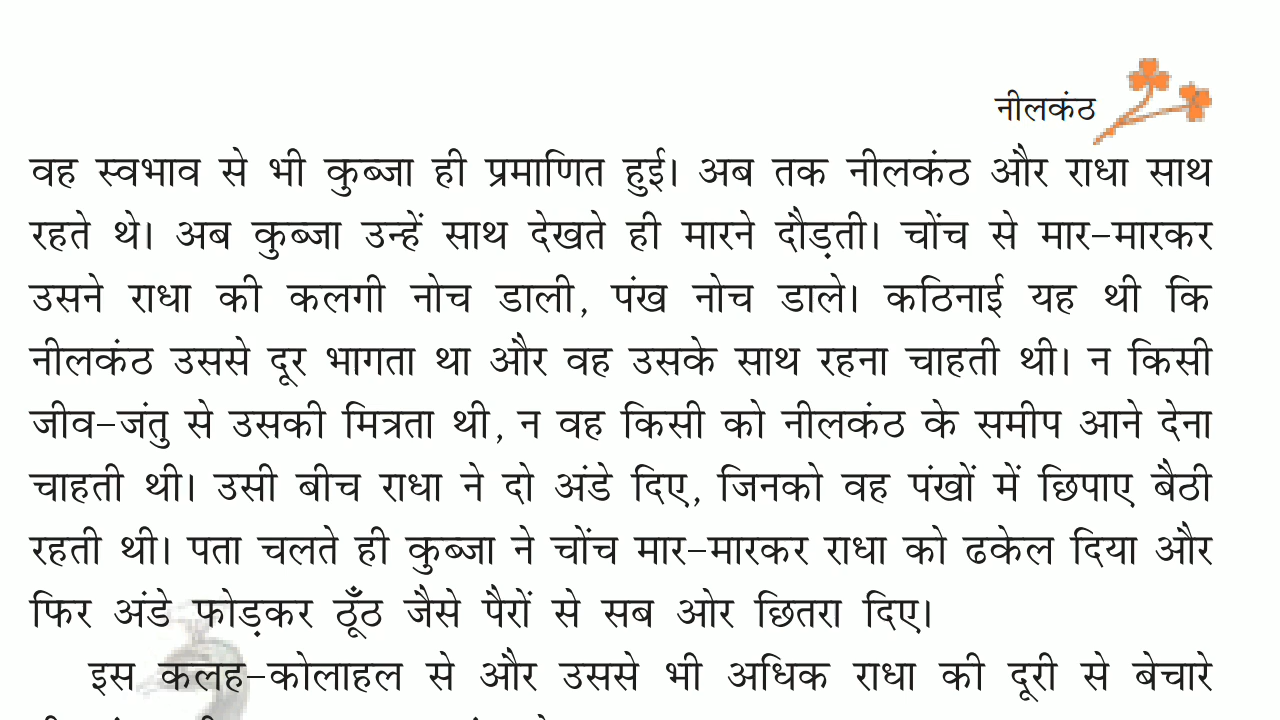 नीलकंठ
वह स्वभाव से भी कुब्जा ही प्रमाणित हुई। अब तक नीलकंठ और राधा साथ
रहते थे। अब कुब्जा उन्हें साथ देखते ही मारने दौड़ती। चोंच से मार-मारकर
उसने राधा की कलगी नोच डाली, पंख नोच डाले। कठिनाई यह थी कि
नीलकंठ उससे दूर भागता था और वह उसके साथ रहना चाहती थी। न किसी
जीव-जंतु से उसकी मित्रता थी, न वह किसी को नीलकंठ के समीप आने देना
चाहती थी। उसी बीच राधा ने दो अंडे दिए, जिनको वह पंखों में छिपाए बैठी
रहती थी। पता चलते ही कुब्जा ने चोंच मार-मारकर राधा को ढकेल दिया और
फिर अंडे फोड़कर ठूँठ जैसे पैरों से सब ओर छितरा दिए।
इस कलह-कोलाहल से और उससे भी अधिक राधा की दूरी से बेचारे